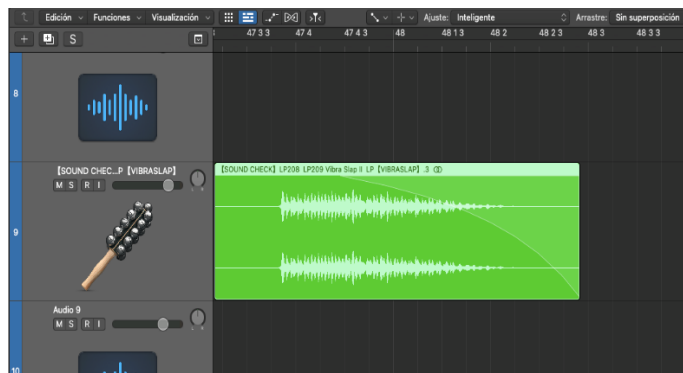 Edición Funciones Visualización Ajuste: Inteligente Arrastre: Sin superposición
+ S 47 3 3 47 4 47 4 3 48 48 1 3 48 2 48 2 3 48 3 48 3 3
8
【SOUND CHEC...P【VIBRASLAP】
M S R I
9
【SOUND CHECK】LP208 LP209 Vibra Slap II LP【VIBRASLAP】.3
Audio 9
M S R I
10